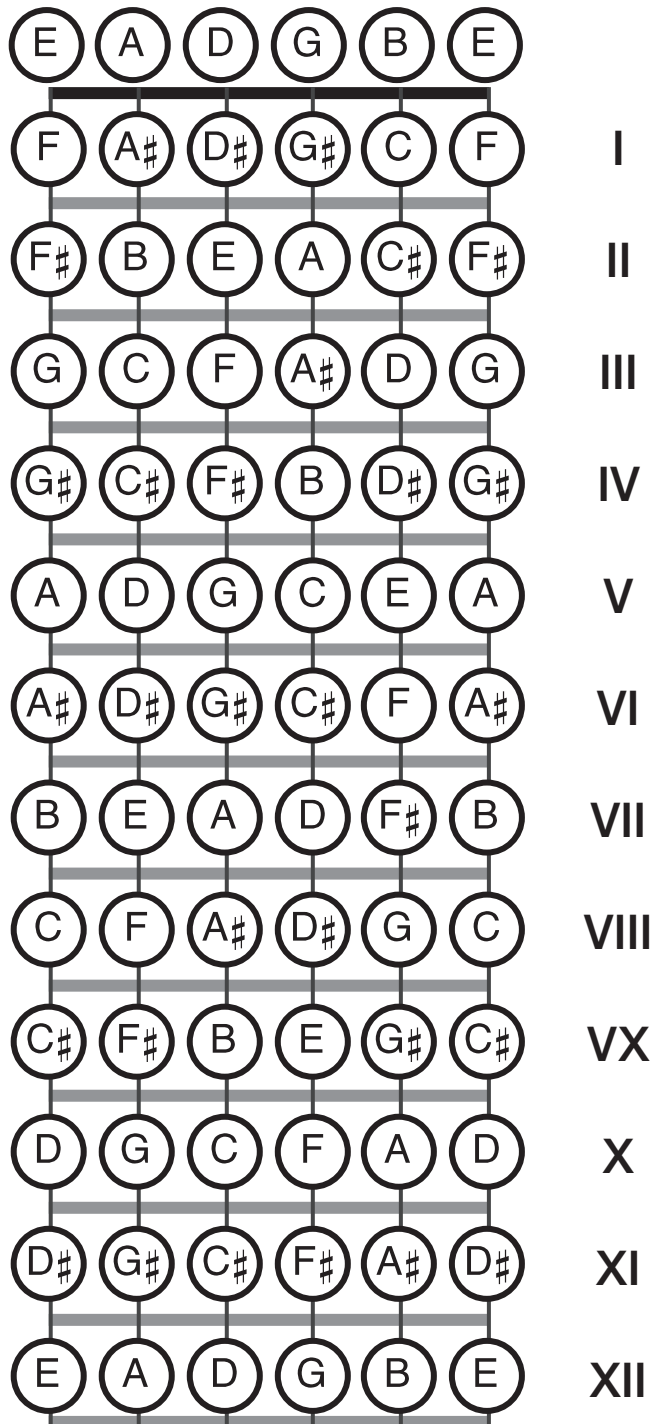 E A D G B E
F A♯ D♯ G♯ C F I
F♯ B E A C♯ F♯ II
G C F A♯ D G III
G♯ C♯ F♯ B D♯ G♯ IV
A D G C E A V
A♯ D♯ G♯ C♯ F A♯ VI
B E A D F♯ B VII
C F A♯ D♯ G C VIII
C♯ F♯ B E G♯ C♯ VX
D G C F A D X
D♯ G♯ C♯ F♯ A♯ D♯ XI
E A D G B E XII